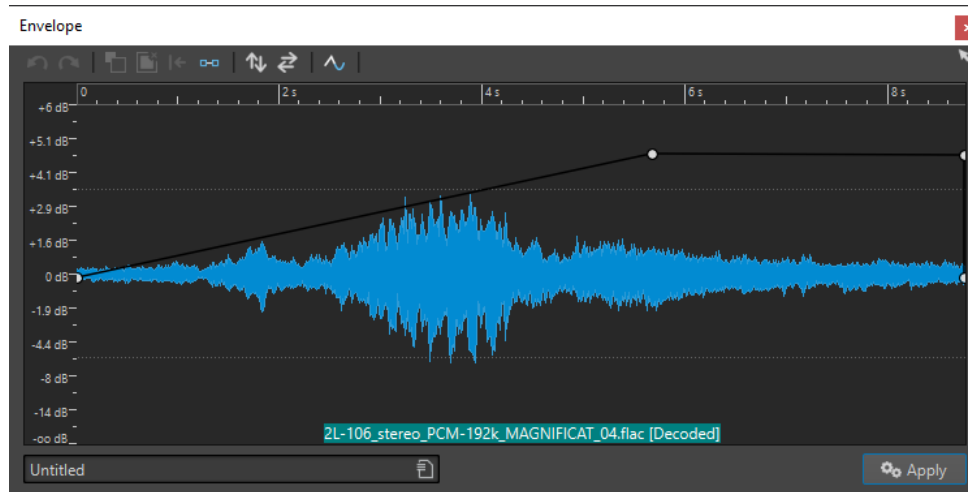 Envelope
0 2 s 4 s 6 s 8 s
+6 dB
+5.1 dB
+4.1 dB
+2.9 dB
+1.6 dB
0 dB
-1.9 dB
-4.4 dB
-8 dB
-14 dB
-oo dB
2L-106_stereo_PCM-192k_MAGNIFICAT_04.flac [Decoded]
Untitled
Apply